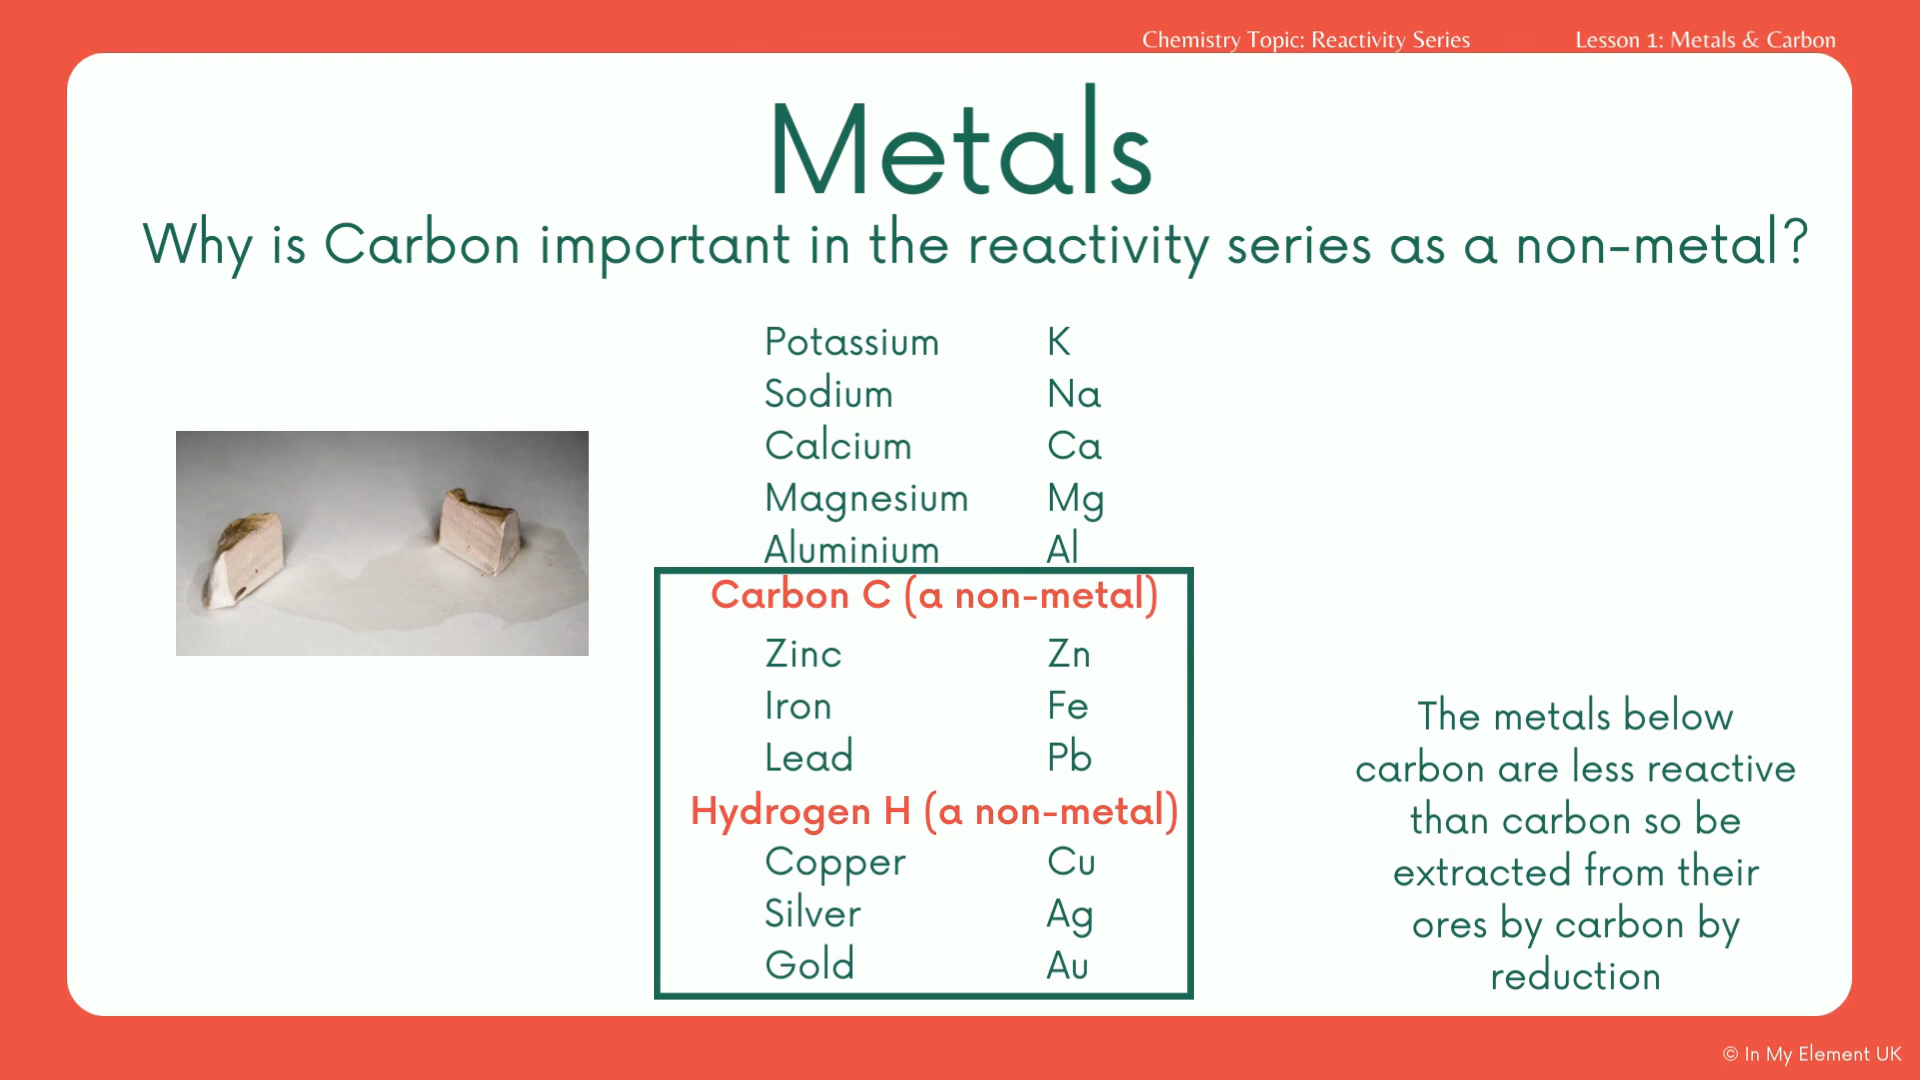 Chemistry Topic: Reactivity Series Lesson 1: Metals & Carbon
Metals
Why is Carbon important in the reactivity series as a non-metal?
Potassium K
Sodium Na
Calcium Ca
Magnesium Mg
Aluminium Al
Carbon C (a non-metal)
Zinc Zn
Iron Fe
Lead Pb
Hydrogen H (a non-metal)
Copper Cu
Silver Ag
Gold Au
The metals below
carbon are less reactive
than carbon so be
extracted from their
ores by carbon by
reduction
© In My Element UK